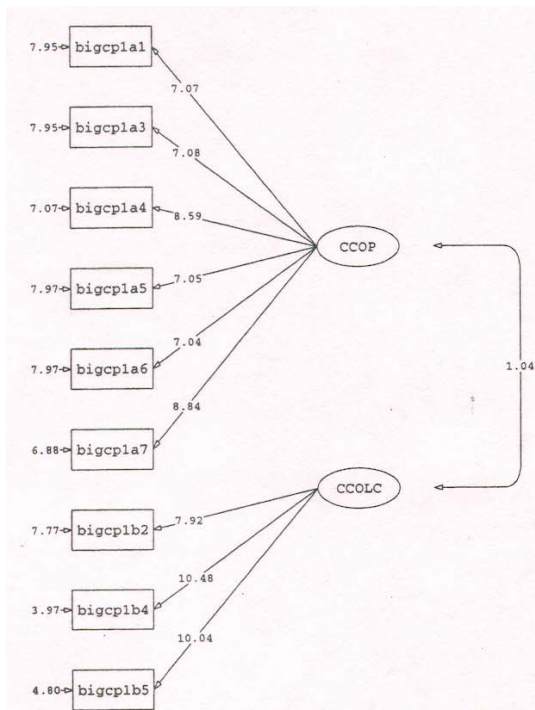 7.95 bigcp1a1
7.07
7.95 bigcp1a3
7.08
7.07 bigcp1a4
8.59
CCOP
7.05
7.97 bigcp1a5
7.04
7.97 bigcp1a6
1.04
8.84
6.88 bigcp1a7
CCOLC
7.92
7.77 bigcp1b2
10.48
3.97 bigcp1b4
10.04
4.80 bigcp1b5